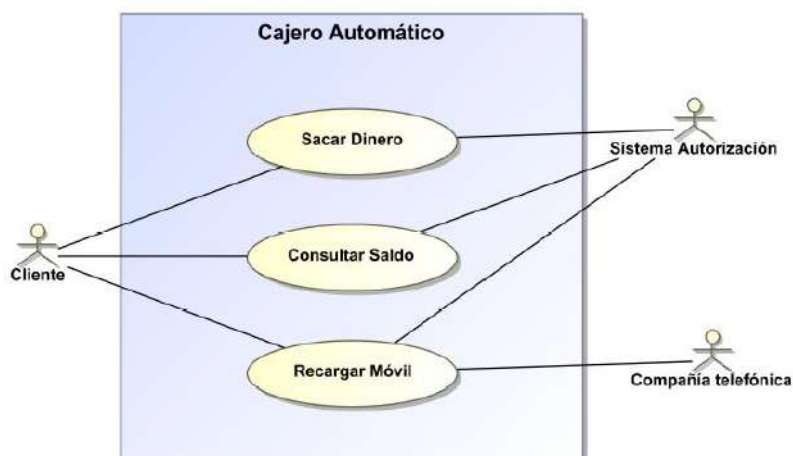 Cajero Automático
Sacar Dinero
Sistema Autorización
Consultar Saldo
Cliente
Recargar Móvil
Compañía telefónica